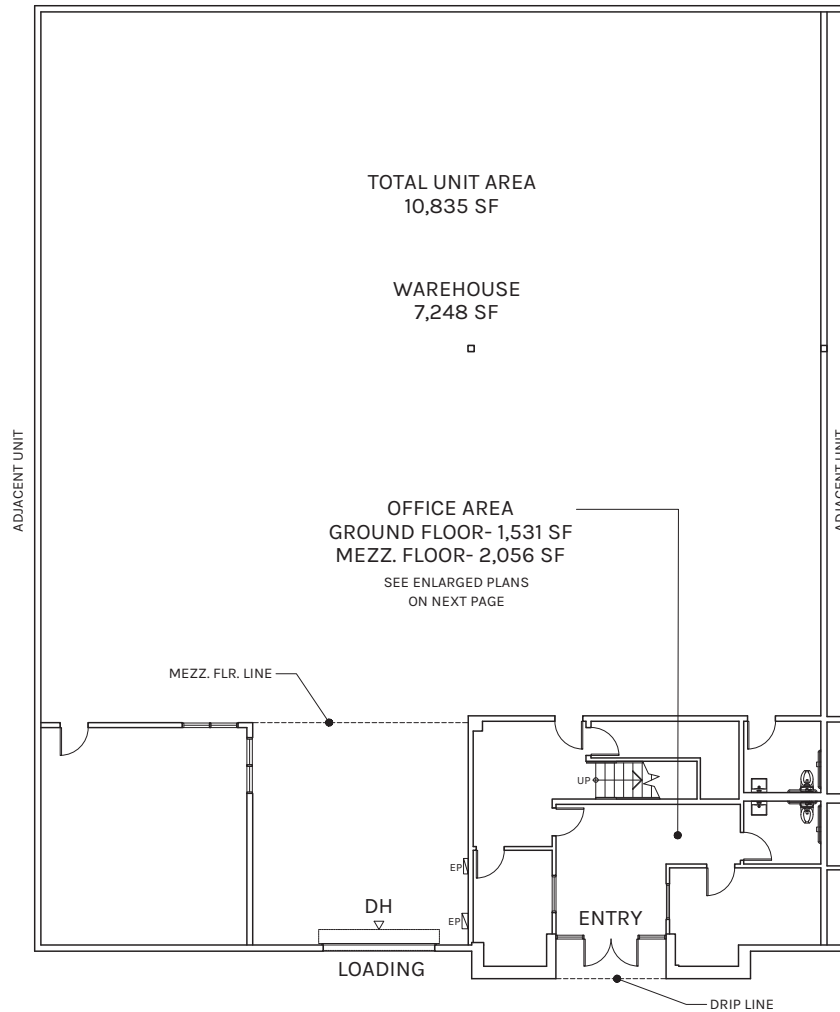 TOTAL UNIT AREA
10,835 SF
WAREHOUSE
7,248 SF
ADJACENT UNIT
ADJACENT UNIT
OFFICE AREA
GROUND FLOOR- 1,531 SF
MEZZ. FLOOR- 2,056 SF
SEE ENLARGED PLANS
ON NEXT PAGE
MEZZ. FLR. LINE
UP
EP
EP
DH
ENTRY
LOADING
DRIP LINE